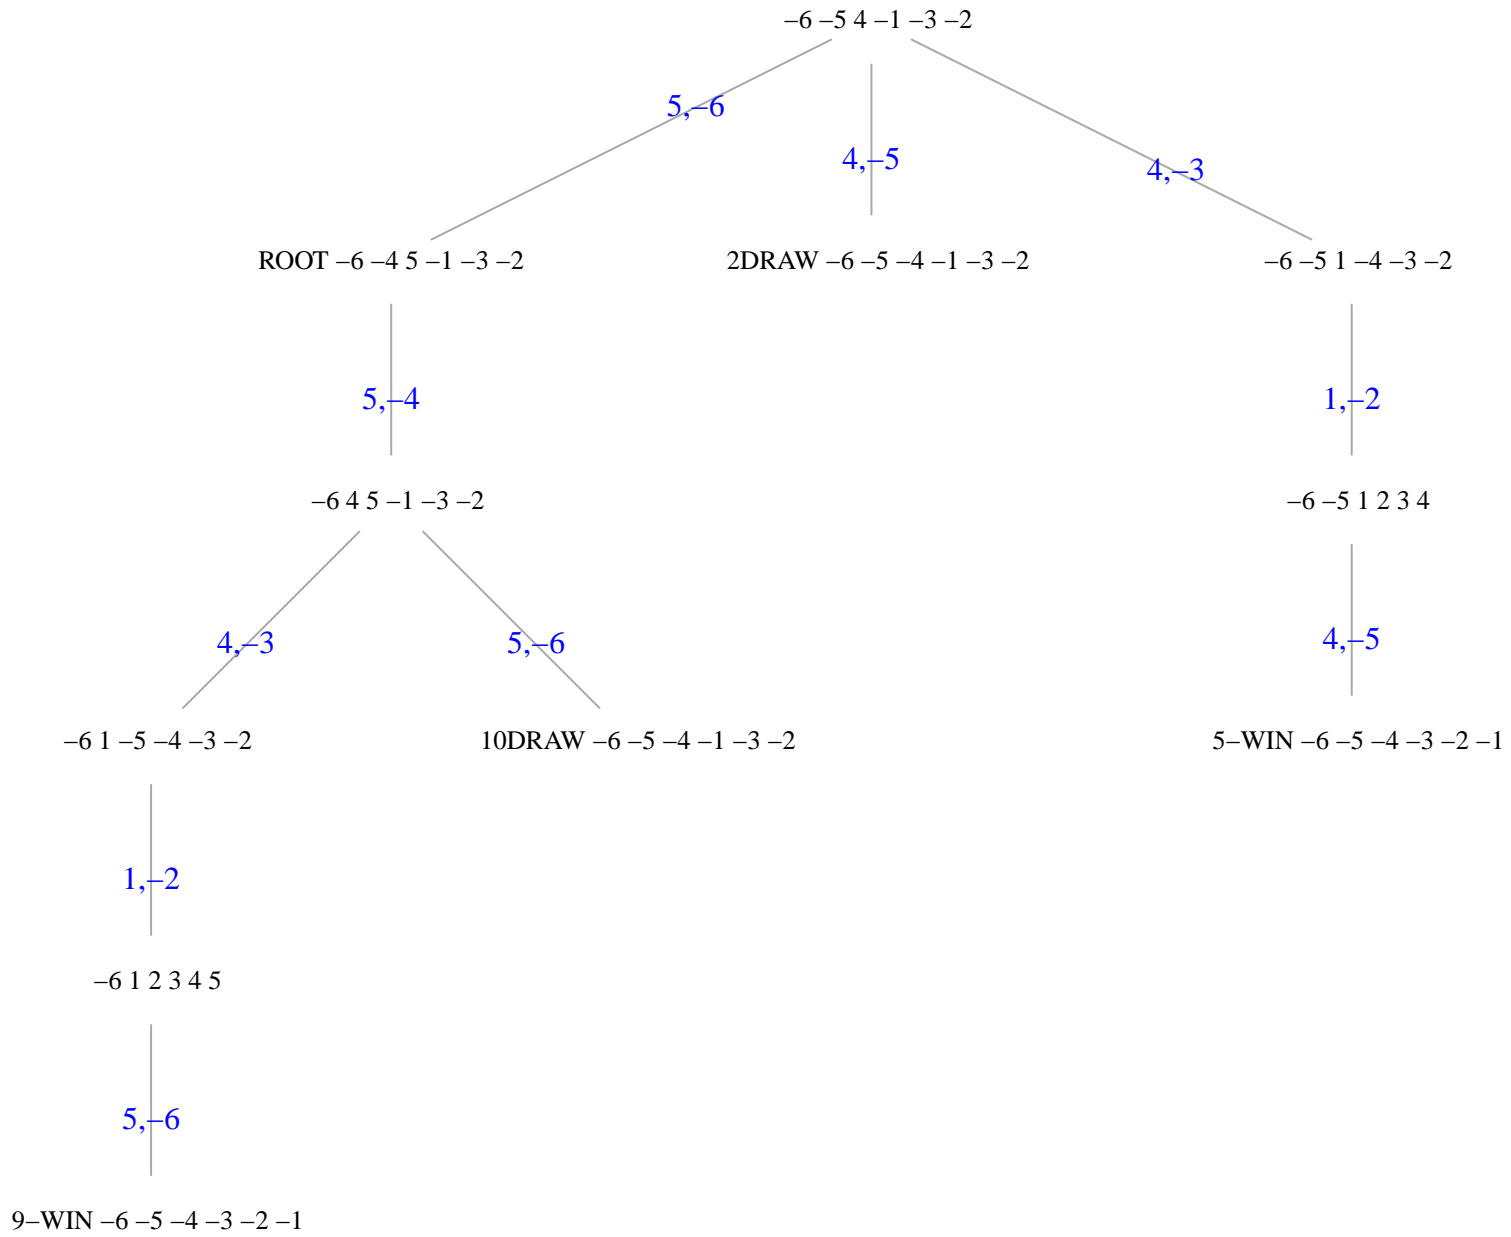 –6 –5 4 –1 –3 –2
5,–6
4,–5
4,–3
ROOT –6 –4 5 –1 –3 –2
2DRAW –6 –5 –4 –1 –3 –2
–6 –5 1 –4 –3 –2
5,–4
1,–2
–6 4 5 –1 –3 –2
–6 –5 1 2 3 4
4,–3
5,–6
4,–5
–6 1 –5 –4 –3 –2
10DRAW –6 –5 –4 –1 –3 –2
5–WIN –6 –5 –4 –3 –2 –1
1,–2
–6 1 2 3 4 5
5,–6
9–WIN –6 –5 –4 –3 –2 –1